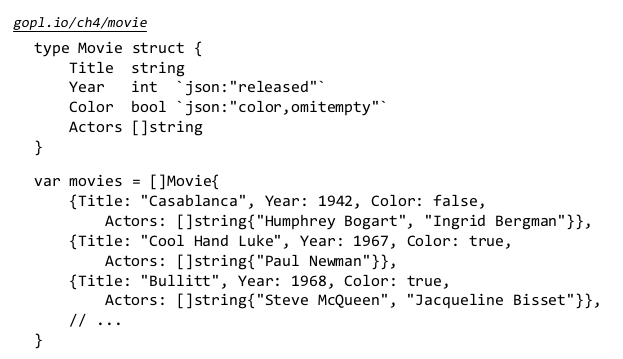 gopl.io/ch4/movie
type Movie struct {
    Title  string
    Year   int  `json:"released"`
    Color  bool `json:"color,omitempty"`
    Actors []string
}
var movies = []Movie{
    {Title: "Casablanca", Year: 1942, Color: false,
        Actors: []string{"Humphrey Bogart", "Ingrid Bergman"}},
    {Title: "Cool Hand Luke", Year: 1967, Color: true,
        Actors: []string{"Paul Newman"}},
    {Title: "Bullitt", Year: 1968, Color: true,
        Actors: []string{"Steve McQueen", "Jacqueline Bisset"}},
    // ...
}